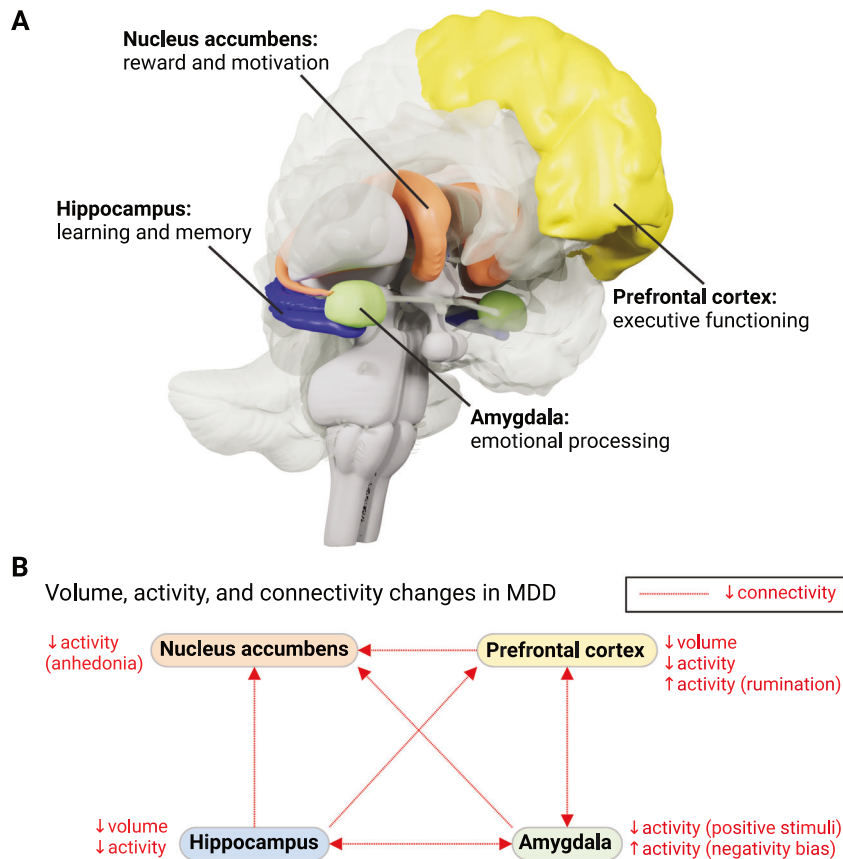 A
Nucleus accumbens:
reward and motivation
Hippocampus:
learning and memory
Prefrontal cortex:
executive functioning
Amygdala:
emotional processing
B
Volume, activity, and connectivity changes in MDD
↓connectivity
↓activity
(anhedonia)
Nucleus accumbens
Prefrontal cortex
↓volume
↓activity
↑activity (rumination)
↓volume
↓activity
Hippocampus
Amygdala
↓activity (positive stimuli)
↑activity (negativity bias)